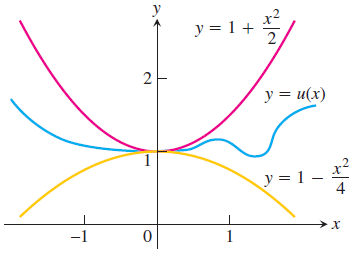 y
y = 1 + x²/2
2
y = u(x)
1
y = 1 − x²/4
x
−1
0
1